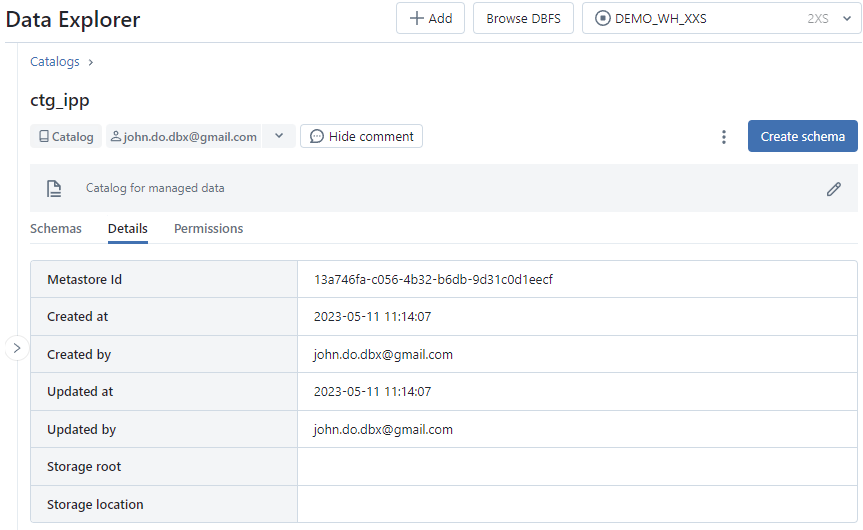 Data Explorer
Add
Browse DBFS
DEMO_WH_XXS 2XS
Catalogs
ctg_ipp
Catalog
john.do.dbx@gmail.com
Hide comment
Create schema
Catalog for managed data
Schemas Details Permissions
Metastore Id 13a746fa-c056-4b32-b6db-9d31c0d1eecf
Created at 2023-05-11 11:14:07
Created by john.do.dbx@gmail.com
Updated at 2023-05-11 11:14:07
Updated by john.do.dbx@gmail.com
Storage root
Storage location